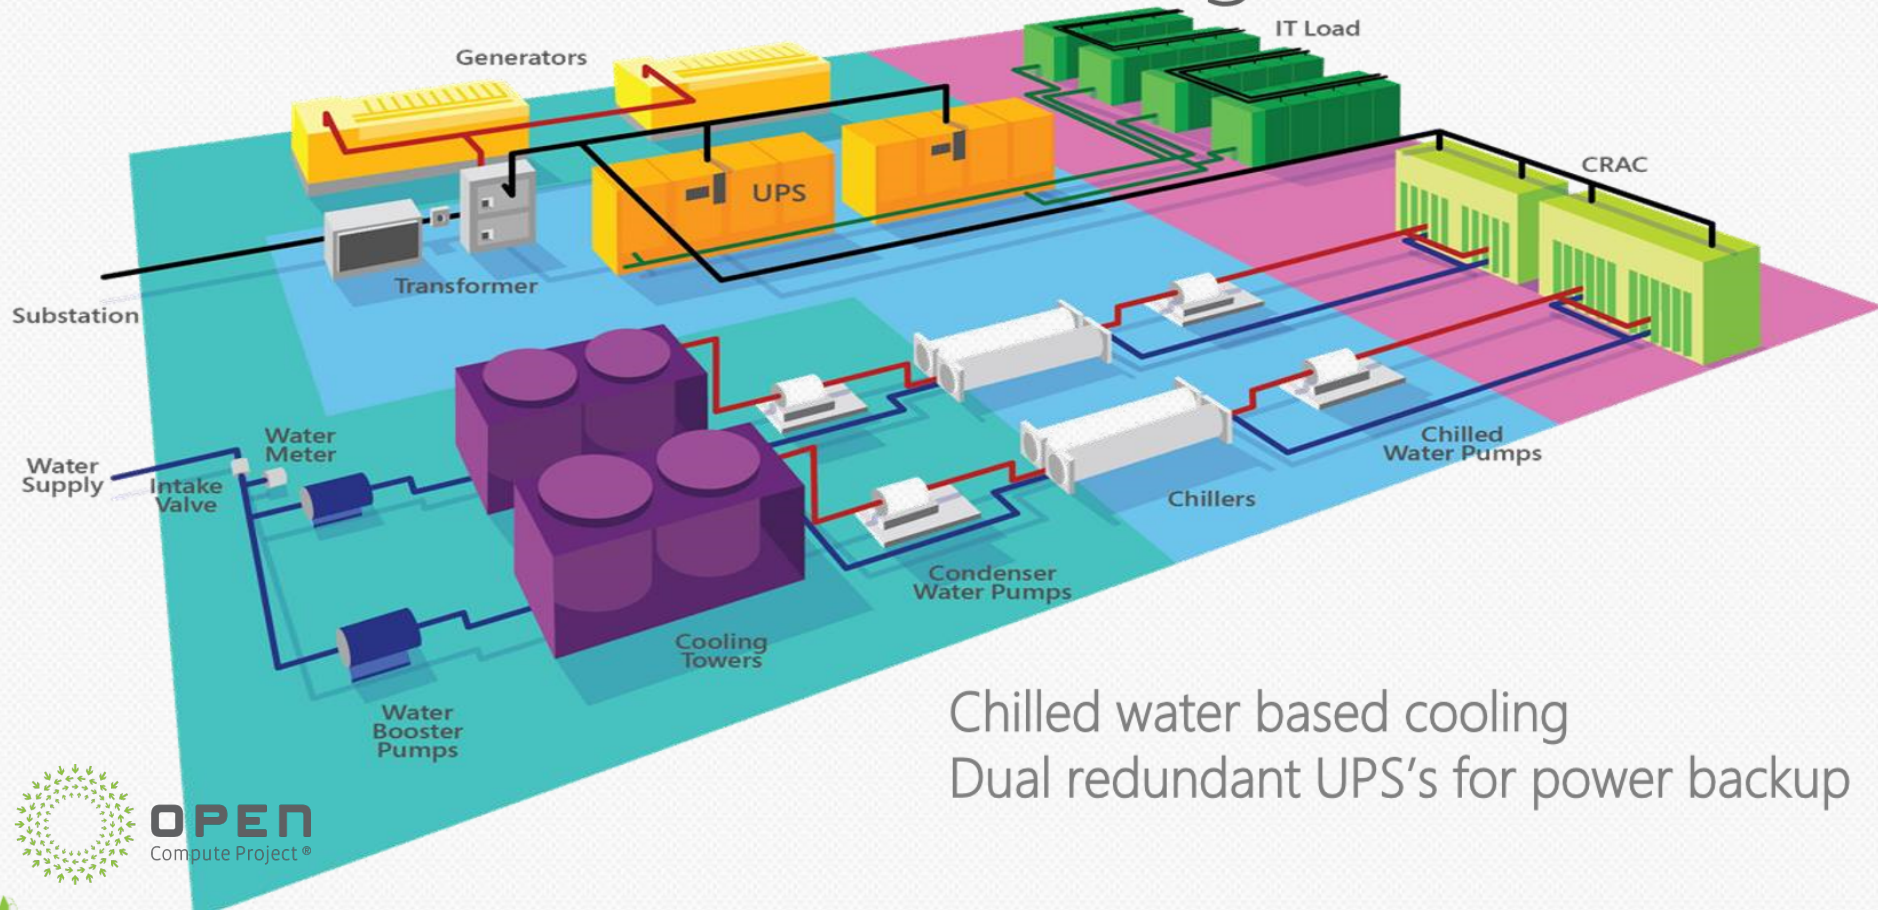 IT Load
Generators
CRAC
UPS
Transformer
Substation
Water
Meter
Water
Supply
Intake
Valve
Chilled
Water Pumps
Chillers
Condenser
Water Pumps
Cooling
Towers
Water
Booster
Pumps
Chilled water based cooling
Dual redundant UPS's for power backup
OPEN
Compute Project ®